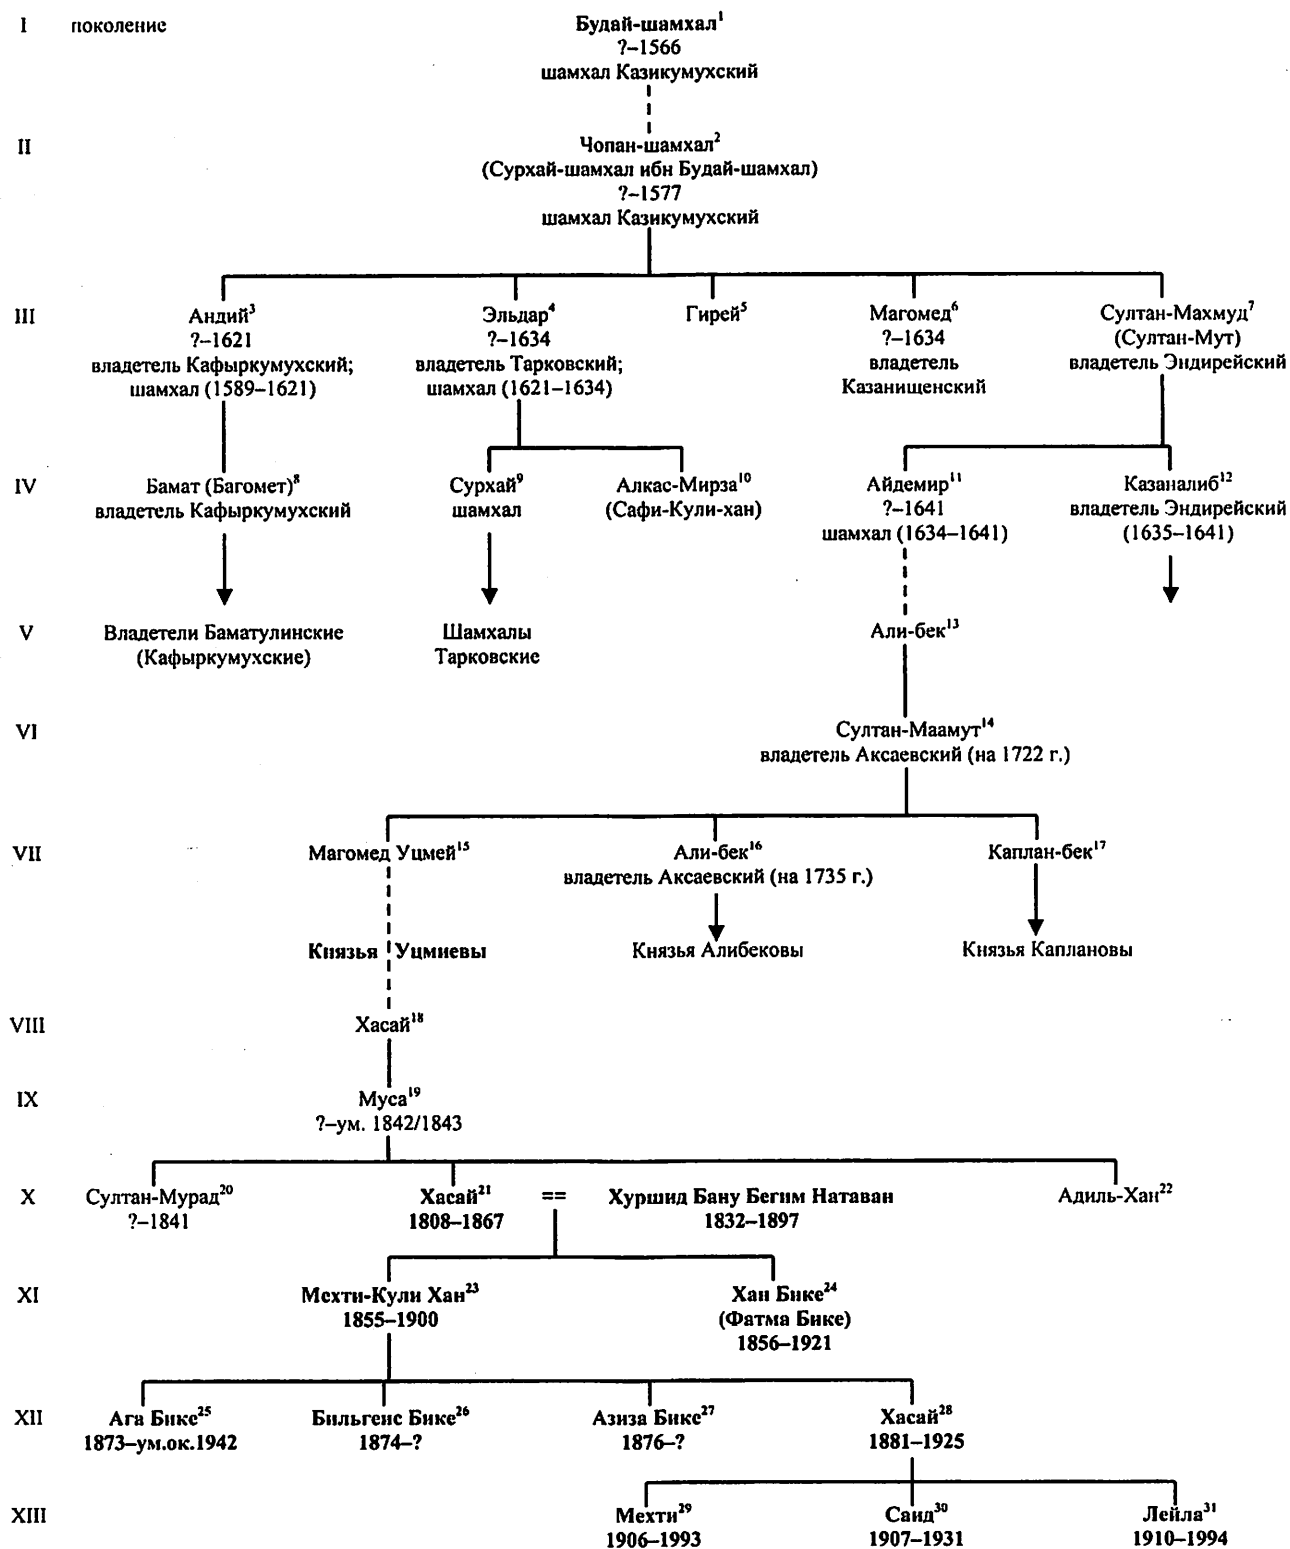 I поколение
Будай-шамхал¹
?–1566
шамхал Казикумухский
II
Чопан-шамхал²
(Сурхай-шамхал ибн Будай-шамхал)
?–1577
шамхал Казикумухский
III
Андий³
?–1621
владетель Кафыркумухский;
шамхал (1589–1621)
Эльдар⁴
?–1634
владетель Тарковский;
шамхал (1621–1634)
Гирей⁵
Магомед⁶
?–1634
владетель
Казанищенский
Султан-Махмуд⁷
(Султан-Мут)
владетель Эндирейский
IV
Бамат (Багомет)⁸
владетель Кафыркумухский
Сурхай⁹
шамхал
Алкас-Мирза¹⁰
(Сафи-Кули-хан)
Айдемир¹¹
?–1641
шамхал (1634–1641)
Казаналиб¹²
владетель Эндирейский
(1635–1641)
V
Владетели Баматулинские
(Кафыркумухские)
Шамхалы
Тарковские
Али-бек¹³
VI
Султан-Маамут¹⁴
владетель Аксаевский (на 1722 г.)
VII
Магомед Уцмей¹⁵
Али-бек¹⁶
владетель Аксаевский (на 1735 г.)
Каплан-бек¹⁷
Князья Уцмиевы
Князья Алибековы
Князья Каплановы
VIII
Хасай¹⁸
IX
Муса¹⁹
?–ум. 1842/1843
X
Султан-Мурад²⁰
?–1841
Хасай²¹
1808–1867
==
Хуршид Бану Бегим Натаван
1832–1897
Адиль-Хан²²
XI
Мехти-Кули Хан²³
1855–1900
Хан Бике²⁴
(Фатма Бике)
1856–1921
XII
Ага Бике²⁵
1873–ум.ок.1942
Бильгеис Бике²⁶
1874–?
Азиза Бике²⁷
1876–?
Хасай²⁸
1881–1925
XIII
Мехти²⁹
1906–1993
Саид³⁰
1907–1931
Лейла³¹
1910–1994